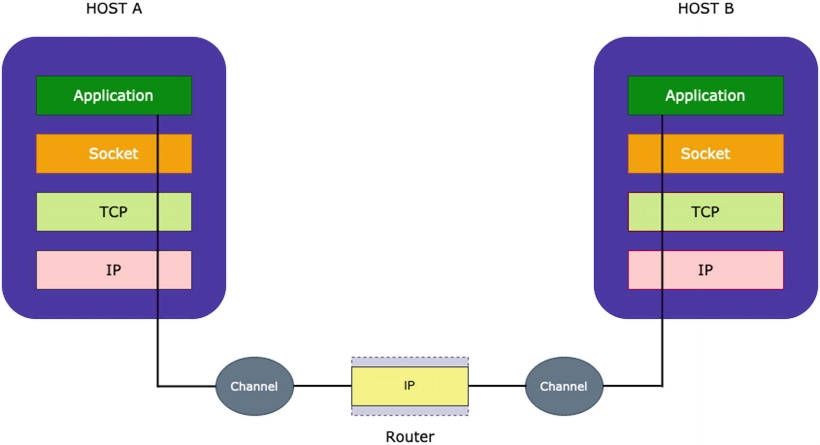 HOST A
HOST B
Application
Socket
TCP
IP
Application
Socket
TCP
IP
Channel
IP
Channel
Router